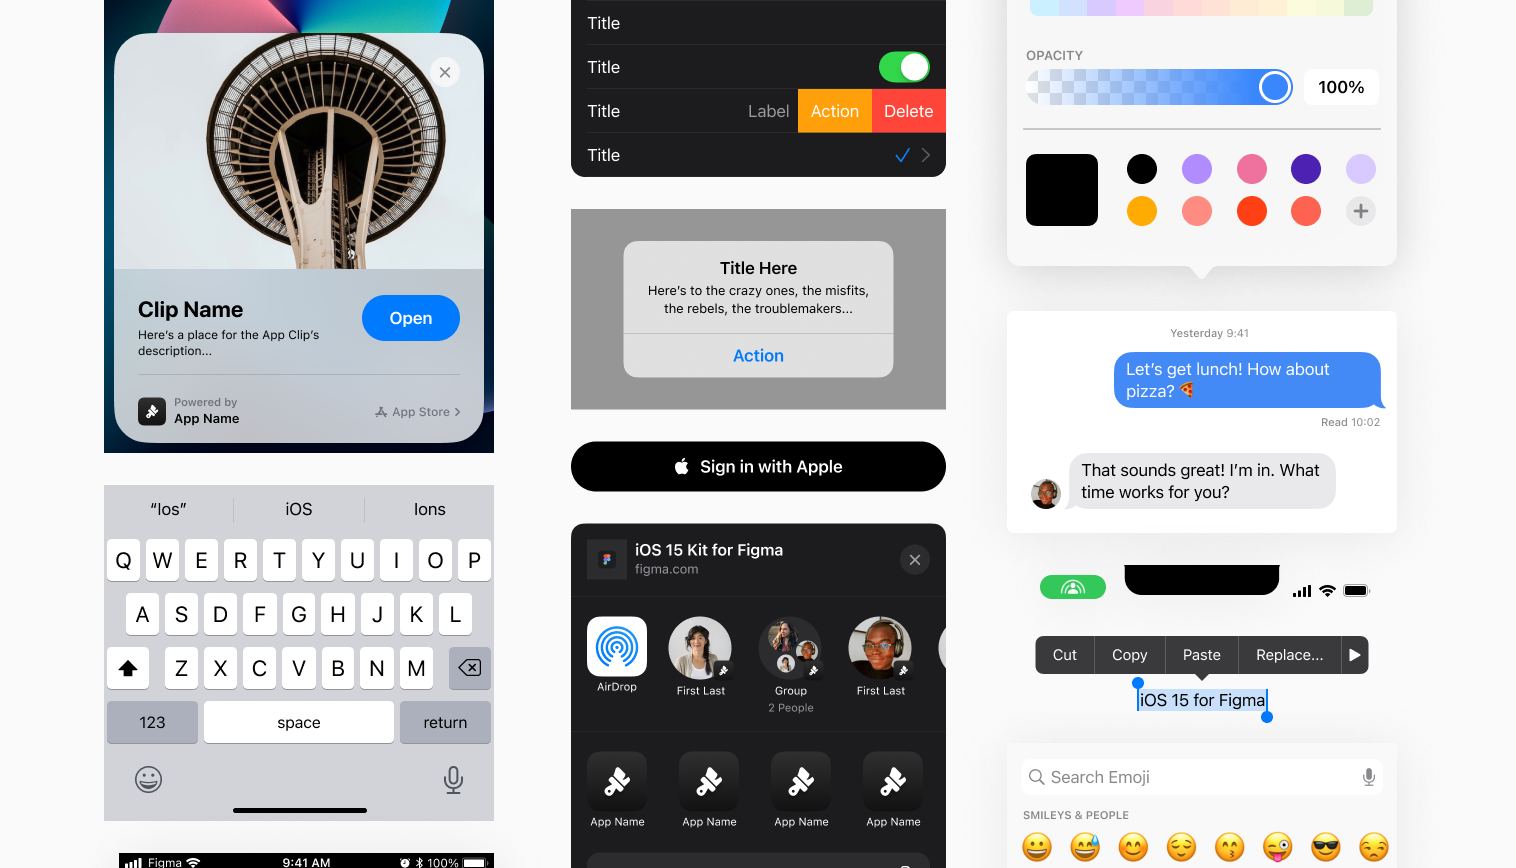 Clip Name
Here's a place for the App Clip's
description...
Open
Powered by
App Name
App Store
"Ios"
iOS
Ions
Q W E R T Y U I O P
A S D F G H J K L
Z X C V B N M
123
space
return
Figma
9:41 AM
100%
Title
Title
Title
Label
Action
Delete
Title
Title Here
Here's to the crazy ones, the misfits,
the rebels, the troublemakers...
Action
Sign in with Apple
iOS 15 Kit for Figma
figma.com
AirDrop
First Last
Group
2 People
First Last
App Name
App Name
App Name
App Name
OPACITY
100%
Yesterday 9:41
Let's get lunch! How about
pizza? 🍕
Read 10:02
That sounds great! I'm in. What
time works for you?
Cut
Copy
Paste
Replace...
iOS 15 for Figma
Search Emoji
SMILEYS & PEOPLE